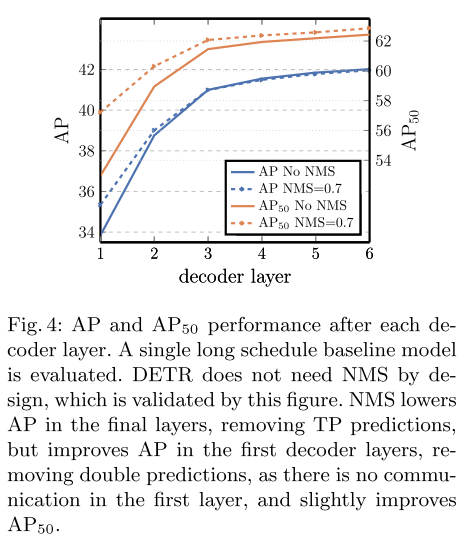 42
40
38
36
34
AP
62
60
58
56
54
AP50
AP No NMS
AP NMS=0.7
AP50 No NMS
AP50 NMS=0.7
1 2 3 4 5 6
decoder layer
Fig. 4: AP and AP50 performance after each de-
coder layer. A single long schedule baseline model
is evaluated. DETR does not need NMS by de-
sign, which is validated by this figure. NMS lowers
AP in the final layers, removing TP predictions,
but improves AP in the first decoder layers, re-
moving double predictions, as there is no commu-
nication in the first layer, and slightly improves
AP50.